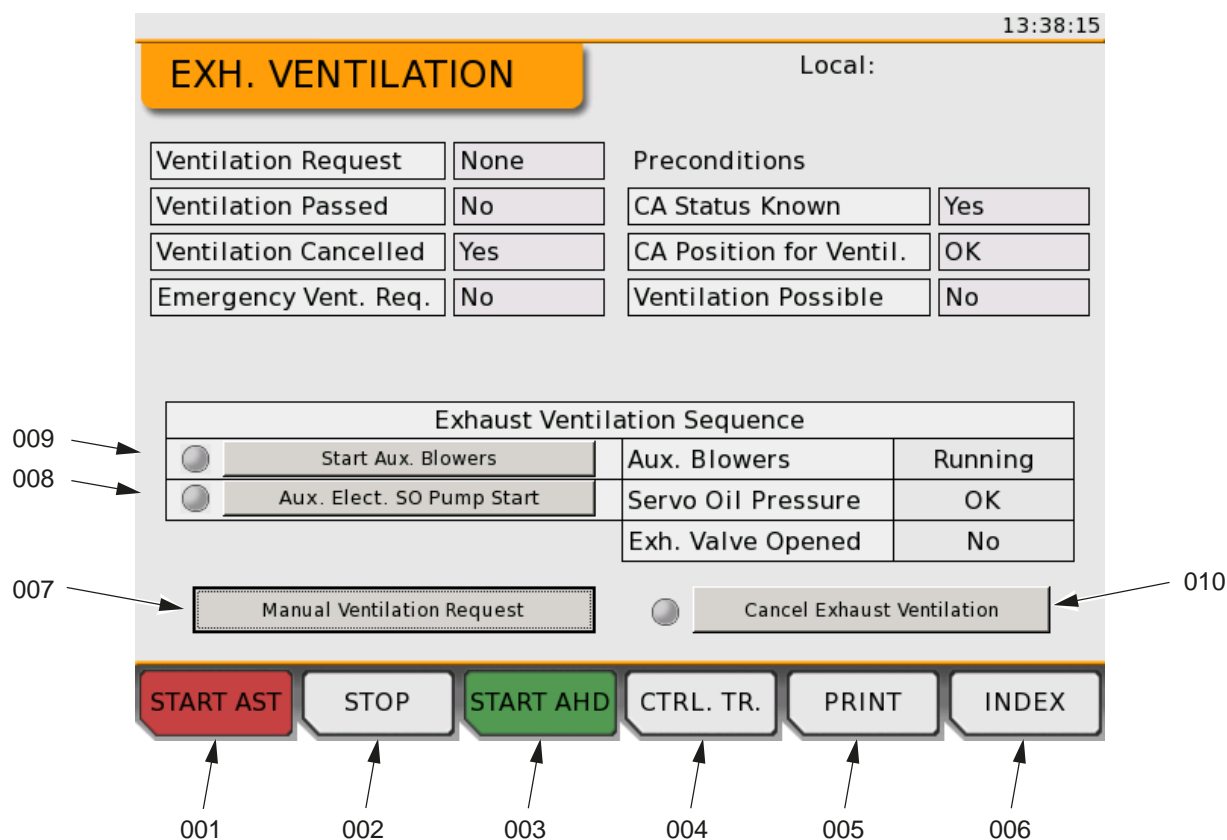 13:38:15
EXH. VENTILATION
Local:
Ventilation Request None Preconditions
Ventilation Passed No CA Status Known Yes
Ventilation Cancelled Yes CA Position for Ventil. OK
Emergency Vent. Req. No Ventilation Possible No
Exhaust Ventilation Sequence
009 Start Aux. Blowers Aux. Blowers Running
008 Aux. Elect. SO Pump Start Servo Oil Pressure OK
Exh. Valve Opened No
007 Manual Ventilation Request Cancel Exhaust Ventilation 010
START AST STOP START AHD CTRL. TR. PRINT INDEX
001 002 003 004 005 006